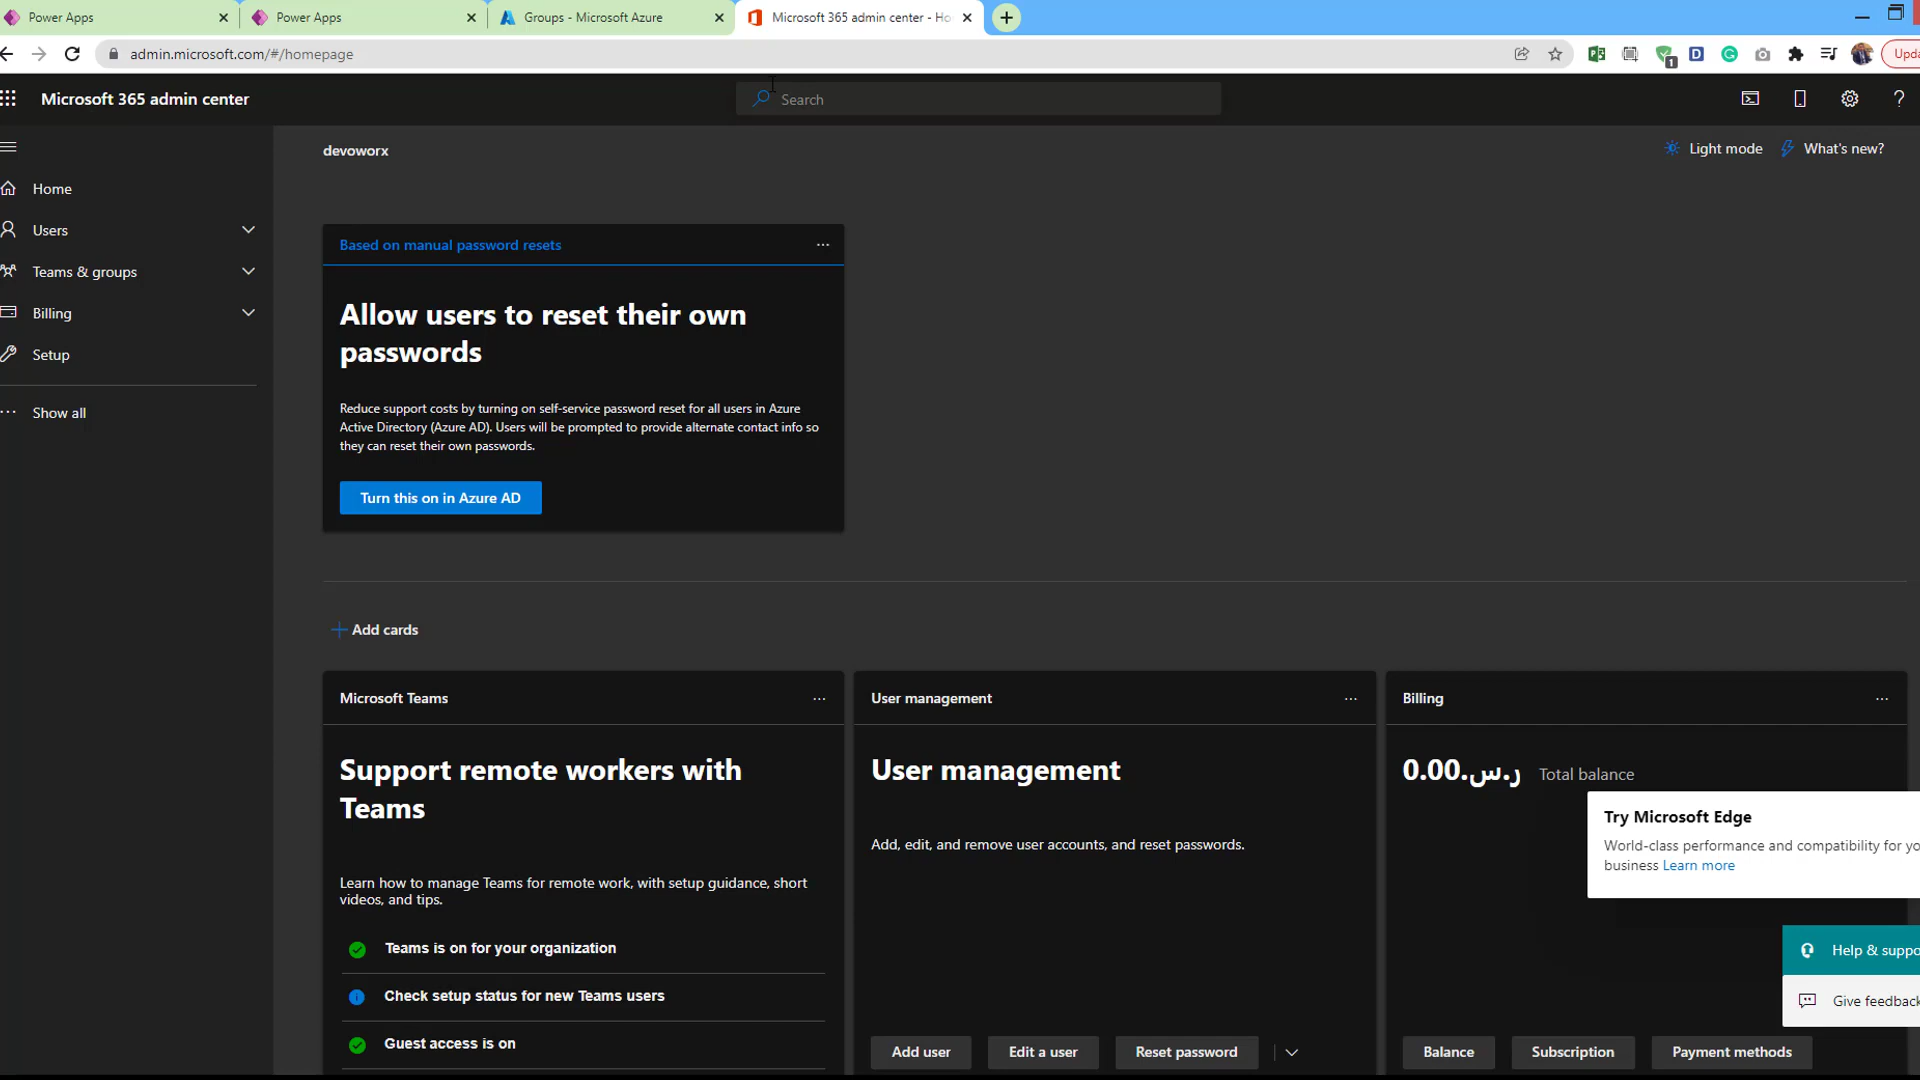 Power Apps
Power Apps
Groups - Microsoft Azure
Microsoft 365 admin center - Ho
admin.microsoft.com/#/homepage
1
D
Upda
Microsoft 365 admin center
Search
?
devoworx
Light mode
What's new?
Home
Users
Teams & groups
Billing
Setup
Show all
Based on manual password resets
Allow users to reset their own
passwords
Reduce support costs by turning on self-service password reset for all users in Azure
Active Directory (Azure AD). Users will be prompted to provide alternate contact info so
they can reset their own passwords.
Turn this on in Azure AD
Add cards
Microsoft Teams
Support remote workers with
Teams
Learn how to manage Teams for remote work, with setup guidance, short
videos, and tips.
Teams is on for your organization
Check setup status for new Teams users
Guest access is on
User management
User management
Add, edit, and remove user accounts, and reset passwords.
Add user
Edit a user
Reset password
Billing
ر.س.0.00 Total balance
Try Microsoft Edge
World-class performance and compatibility for yo
business Learn more
Help & suppo
Give feedback
Balance
Subscription
Payment methods